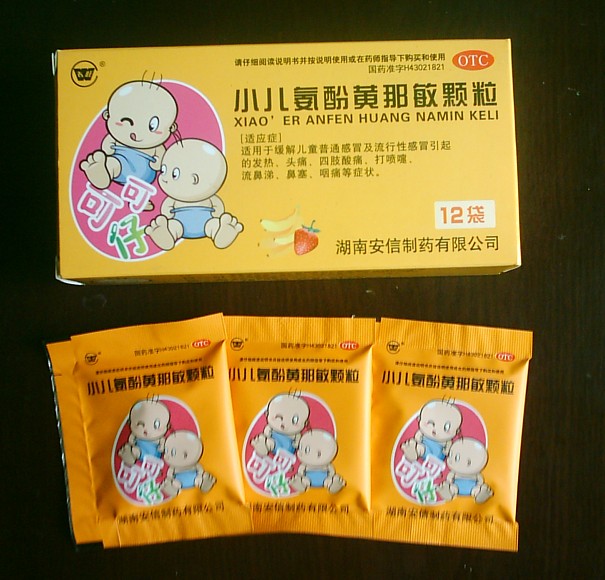 请仔细阅读说明书并按说明使用或在药师指导下购买和使用
国药准字H43021821
OTC
®
小儿氨酚黄那敏颗粒
XIAO' ER ANFEN HUANG NAMIN KELI
[适应症]
适用于缓解儿童普通感冒及流行性感冒引起
的发热、头痛、四肢酸痛、打喷嚏、
流鼻涕、鼻塞、咽痛等症状。
可可仔
12袋
湖南安信制药有限公司
国药准字H43021821 OTC
小儿氨酚黄那敏颗粒
可可仔
湖南安信制药有限公司
国药准字H43021821 OTC
小儿氨酚黄那敏颗粒
可可仔
湖南安信制药有限公司
国药准字H43021821 OTC
小儿氨酚黄那敏颗粒
可可仔
湖南安信制药有限公司